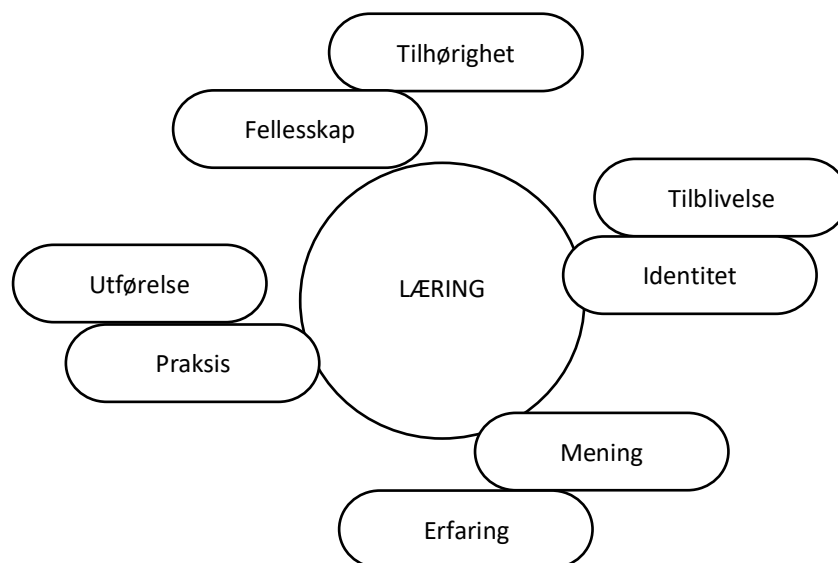 Tilhørighet
Fellesskap
Tilblivelse
Identitet
LÆRING
Utførelse
Praksis
Mening
Erfaring